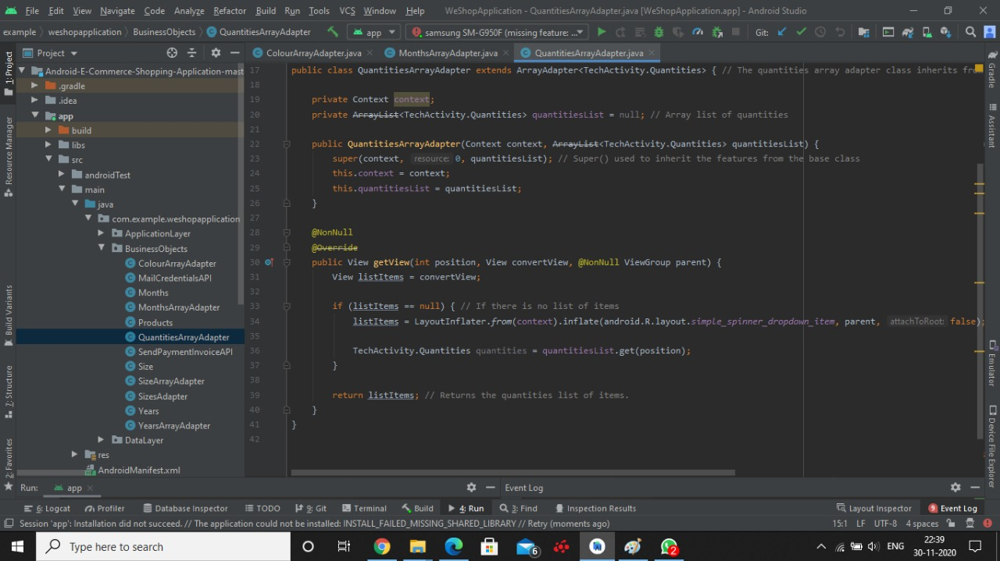 File Edit View Navigate Code Analyze Refactor Build Run Tools VCS Window Help WeShopApplication - QuantitiesArrayAdapter.java [WeShopApplication.app] - Android Studio
example weshopapplication BusinessObjects QuantitiesArrayAdapter app samsung SM-G950F (missing feature: ... Git:
1: Project
Resource Manager
Build Variants
7: Structure
2: Favorites
Project
Android-E-Commerce-Shopping-Application-mast
.gradle
.idea
app
build
libs
src
androidTest
main
java
com.example.weshopapplication
ApplicationLayer
BusinessObjects
ColourArrayAdapter
MailCredentialsAPI
Months
MonthsArrayAdapter
Products
QuantitiesArrayAdapter
SendPaymentInvoiceAPI
Size
SizeArrayAdapter
SizesAdapter
Years
YearsArrayAdapter
DataLayer
res
AndroidManifest.xml
ColourArrayAdapter.java MonthsArrayAdapter.java QuantitiesArrayAdapter.java
17 public class QuantitiesArrayAdapter extends ArrayAdapter<TechActivity.Quantities> { // The quantities array adapter class inherits fro
18
19 private Context context;
20 private ArrayList<TechActivity.Quantities> quantitiesList = null; // Array list of quantities
21
22 public QuantitiesArrayAdapter(Context context, ArrayList<TechActivity.Quantities> quantitiesList) {
23 super(context, resource: 0, quantitiesList); // Super() used to inherit the features from the base class
24 this.context = context;
25 this.quantitiesList = quantitiesList;
26 }
27
28 @NonNull
29 @Override
30 public View getView(int position, View convertView, @NonNull ViewGroup parent) {
31 View listItems = convertView;
32
33 if (listItems == null) { // If there is no list of items
34 listItems = LayoutInflater.from(context).inflate(android.R.layout.simple_spinner_dropdown_item, parent, attachToRoot: false);
35
36 TechActivity.Quantities quantities = quantitiesList.get(position);
37 }
38
39 return listItems; // Returns the quantities list of items.
40 }
41 }
42
Gradle
Assistant
Emulator
Device File Explorer
Run: app Event Log
6: Logcat Profiler Database Inspector TODO 9: Git Terminal Build 4: Run 3: Find Inspection Results Layout Inspector 9 Event Log
Session 'app': Installation did not succeed. // The application could not be installed: INSTALL_FAILED_MISSING_SHARED_LIBRARY // Retry (moments ago) 15:1 LF UTF-8 4 spaces
Type here to search 6 2 ENG 22:39
30-11-2020